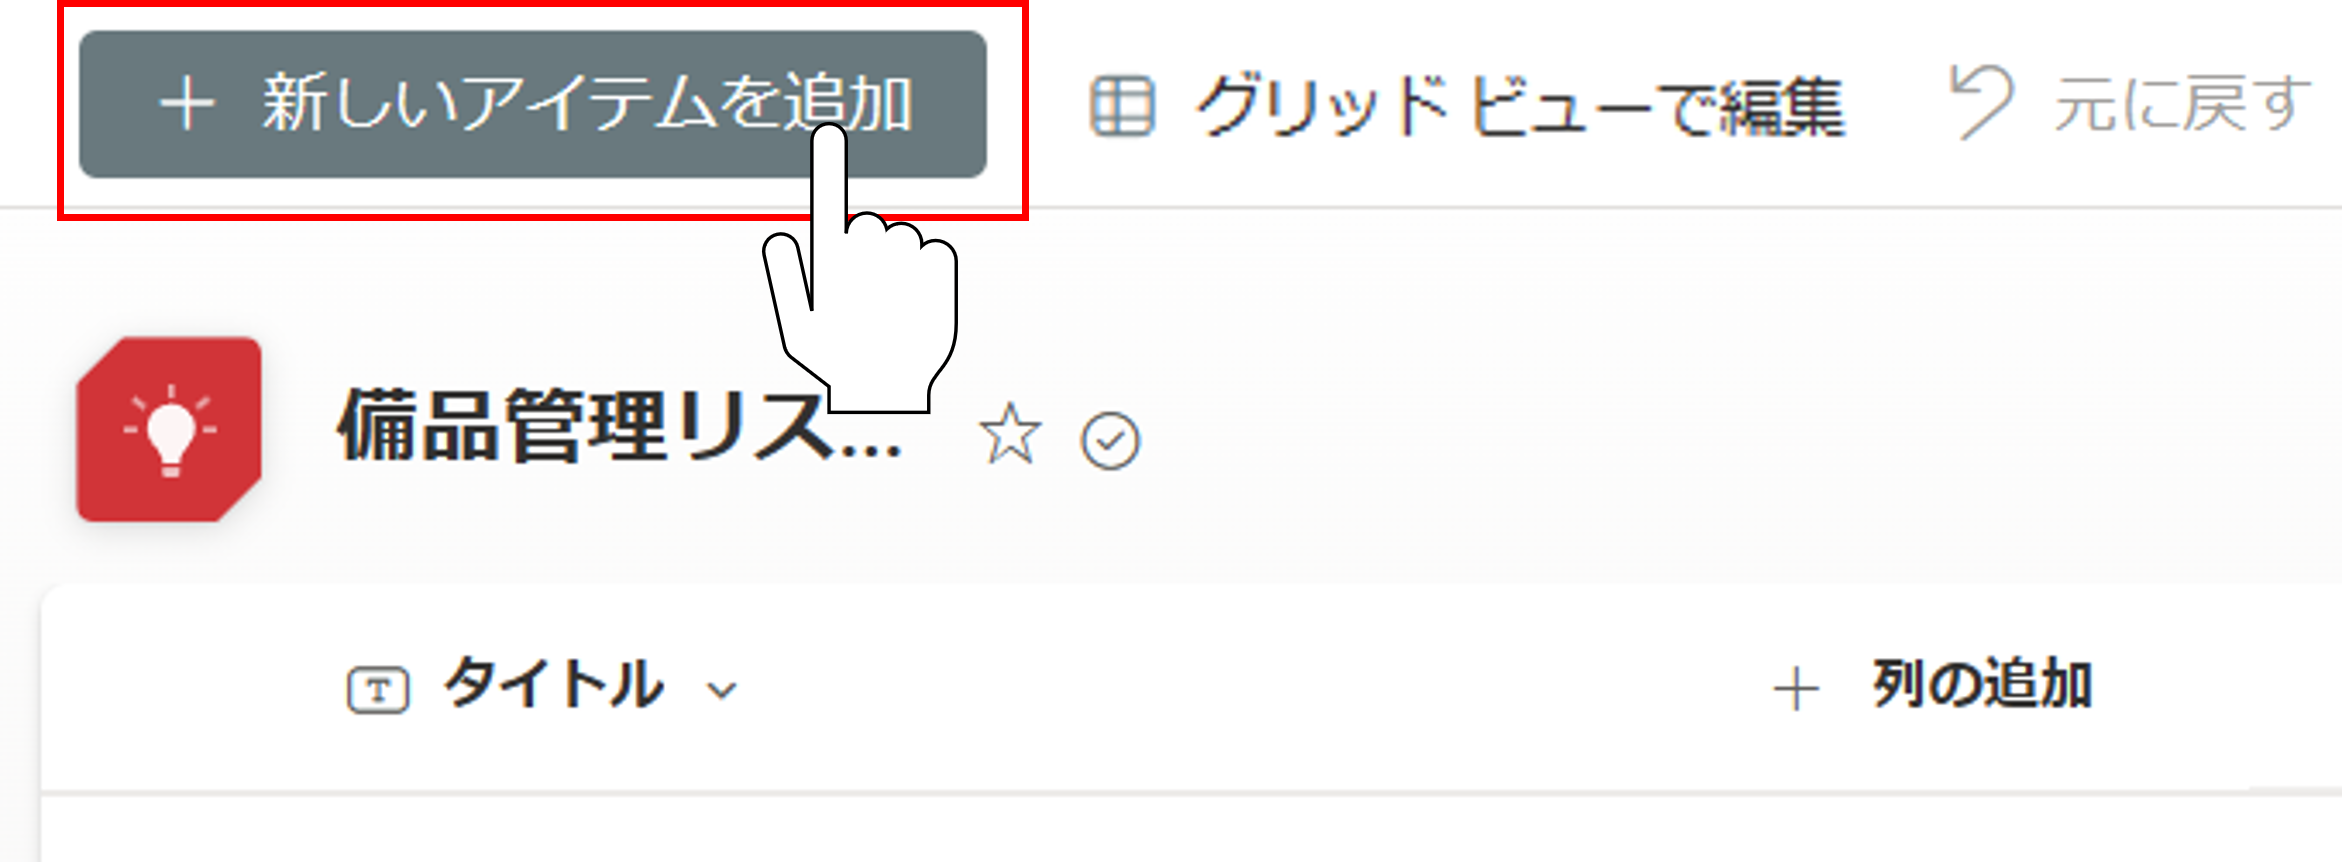 新しいアイテムを追加
グリッド ビューで編集
元に戻す
備品管理リス...
タイトル
列の追加